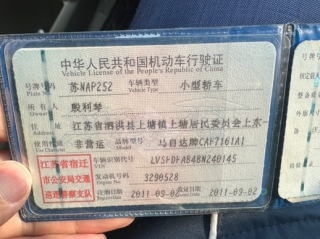 中华人民共和国机动车行驶证
Vehicle License of the People's Republic of China
号牌号码 苏NAP252 车辆类型 小型轿车
Plate No. Vehicle Type
所有人 殷利琴
Owner
住址 江苏省泗洪县上塘镇上塘居民委员会上东
使用性质 非营运 品牌型号 马自达牌CAF7161A1
江苏省宿迁
市公安局交通
巡逻警察支队
车辆识别代号 LVSFDFAB4BN240145
VIN
发动机号码 3290528
Engine No.
注册日期 2011-09-02 发证日期 2011-09-02